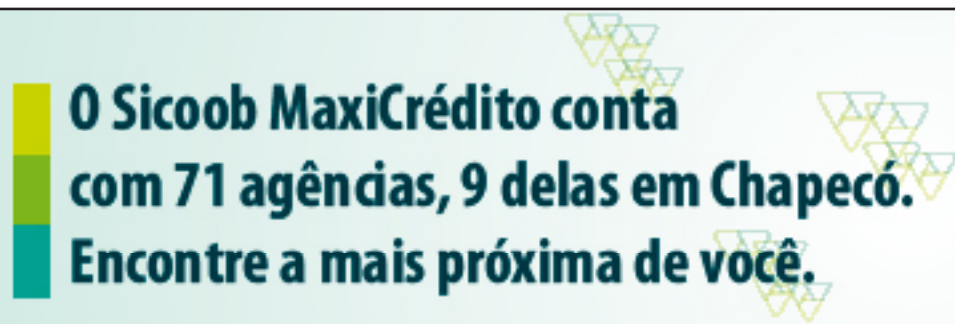 O Sicoob MaxiCrédito conta
com 71 agências, 9 delas em Chapecó.
Encontre a mais próxima de você.